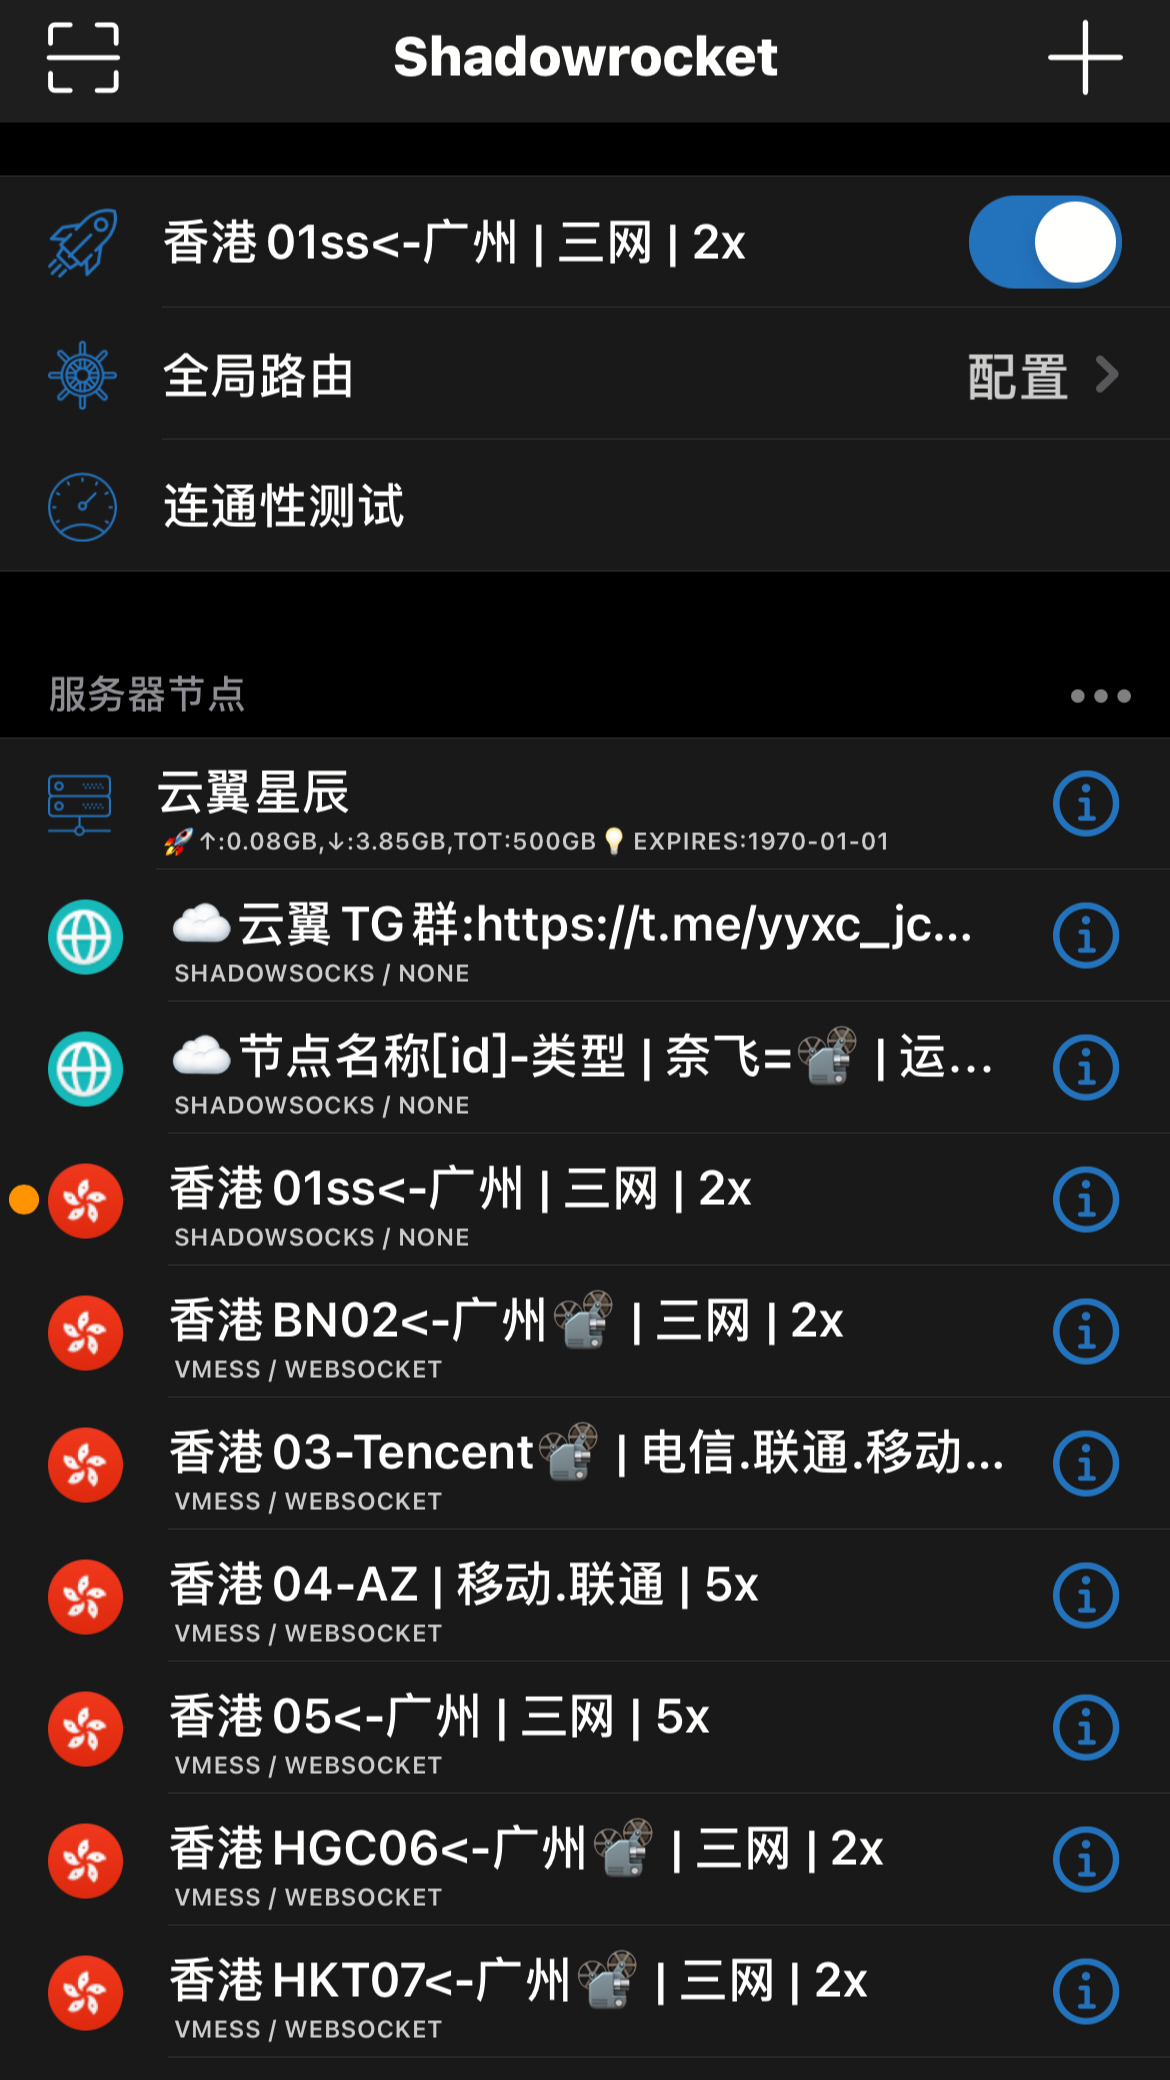 Shadowrocket
香港 01ss<-广州 | 三网 | 2x
全局路由
配置
连通性测试
服务器节点
云翼星辰
🚀↑:0.08GB,↓:3.85GB,TOT:500GB💡EXPIRES:1970-01-01
☁️云翼 TG 群:https://t.me/yyxc_jc...
SHADOWSOCKS / NONE
☁️节点名称[id]-类型 | 奈飞=📽 | 运...
SHADOWSOCKS / NONE
香港 01ss<-广州 | 三网 | 2x
SHADOWSOCKS / NONE
香港 BN02<-广州📽 | 三网 | 2x
VMESS / WEBSOCKET
香港 03-Tencent📽 | 电信.联通.移动...
VMESS / WEBSOCKET
香港 04-AZ | 移动.联通 | 5x
VMESS / WEBSOCKET
香港 05<-广州 | 三网 | 5x
VMESS / WEBSOCKET
香港 HGC06<-广州📽 | 三网 | 2x
VMESS / WEBSOCKET
香港 HKT07<-广州📽 | 三网 | 2x
VMESS / WEBSOCKET